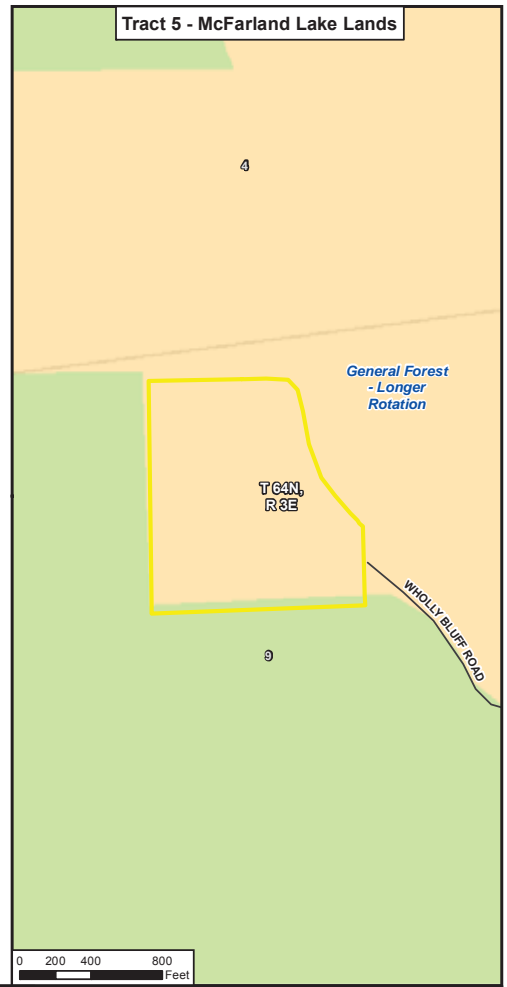 Tract 5 - McFarland Lake Lands
4
General Forest
- Longer
Rotation
T 64N,
R 3E
WHOLLY BLUFF ROAD
9
0 200 400 800
Feet